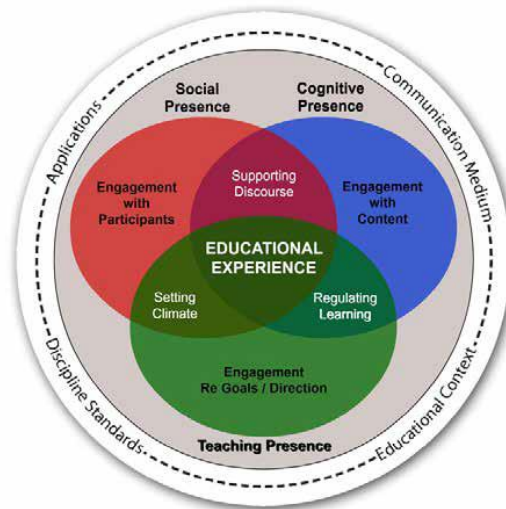 Applications
Communication Medium
Social
Presence
Cognitive
Presence
Supporting
Discourse
Engagement
with
Participants
Engagement
with
Content
EDUCATIONAL
EXPERIENCE
Setting
Climate
Regulating
Learning
Engagement
Re Goals / Direction
Teaching Presence
Discipline Standards
Educational Context